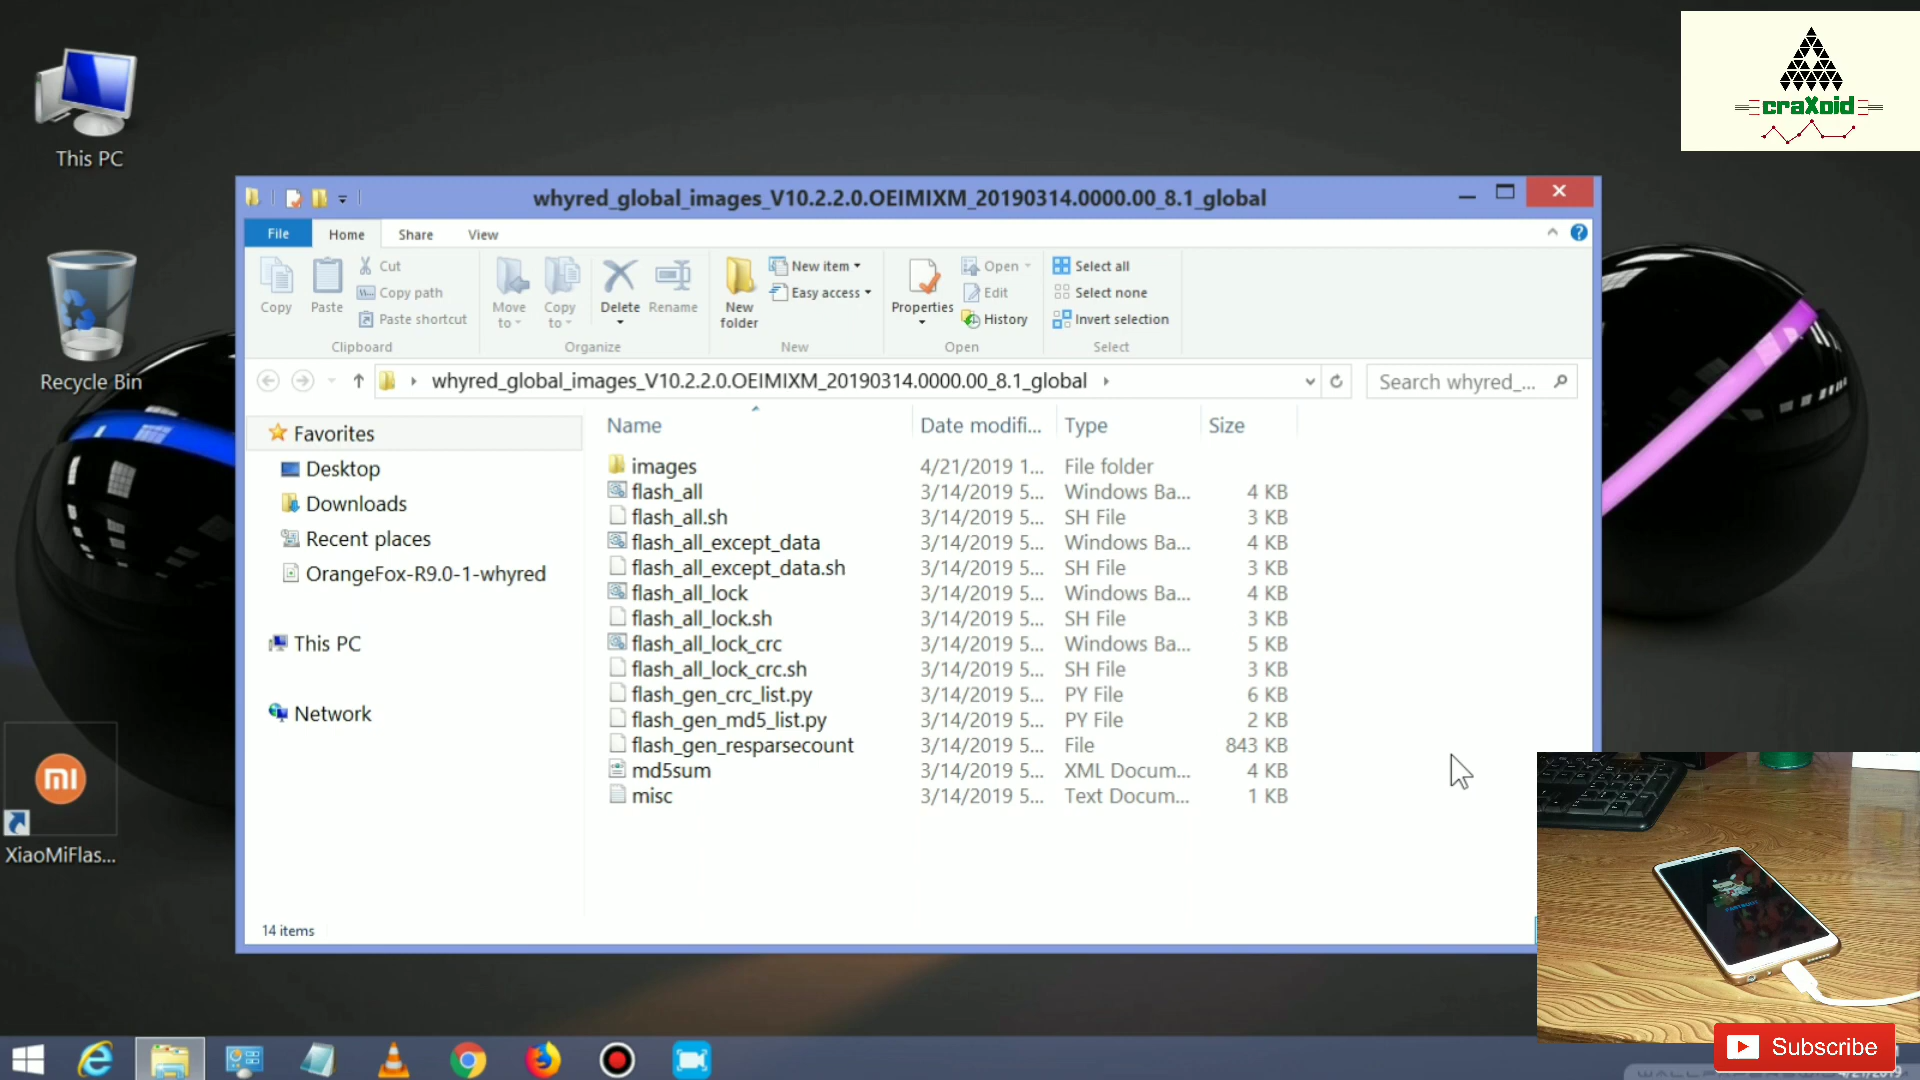 This PC
Recycle Bin
XiaoMiFlas...
craXoid
whyred_global_images_V10.2.2.0.OEIMIXM_20190314.0000.00_8.1_global
File Home Share View
Copy Paste Cut Copy path Paste shortcut
Clipboard
Move to Copy to Delete Rename
Organize
New folder New item Easy access
New
Properties Open Edit History
Open
Select all Select none Invert selection
Select
whyred_global_images_V10.2.2.0.OEIMIXM_20190314.0000.00_8.1_global
Search whyred_...
Favorites
Desktop
Downloads
Recent places
OrangeFox-R9.0-1-whyred
This PC
Network
Name Date modifi... Type Size
images 4/21/2019 1... File folder
flash_all 3/14/2019 5... Windows Ba... 4 KB
flash_all.sh 3/14/2019 5... SH File 3 KB
flash_all_except_data 3/14/2019 5... Windows Ba... 4 KB
flash_all_except_data.sh 3/14/2019 5... SH File 3 KB
flash_all_lock 3/14/2019 5... Windows Ba... 4 KB
flash_all_lock.sh 3/14/2019 5... SH File 3 KB
flash_all_lock_crc 3/14/2019 5... Windows Ba... 5 KB
flash_all_lock_crc.sh 3/14/2019 5... SH File 3 KB
flash_gen_crc_list.py 3/14/2019 5... PY File 6 KB
flash_gen_md5_list.py 3/14/2019 5... PY File 2 KB
flash_gen_resparsecount 3/14/2019 5... File 843 KB
md5sum 3/14/2019 5... XML Docum... 4 KB
misc 3/14/2019 5... Text Docum... 1 KB
14 items
FASTBOOT
Subscribe